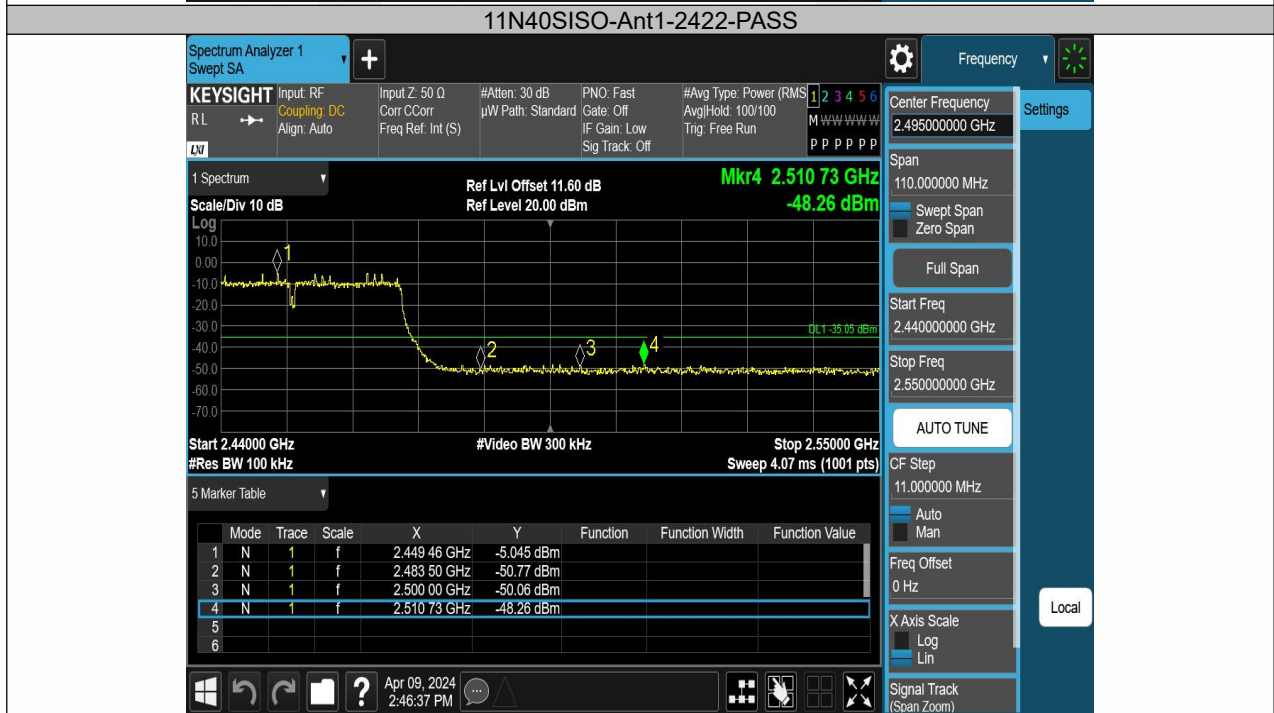 11N40SISO-Ant1-2422-PASS
Spectrum Analyzer 1
Swept SA
+
Frequency
KEYSIGHT
RL
LXI
Input: RF
Coupling: DC
Align: Auto
Input Z: 50 Ω
Corr CCorr
Freq Ref: Int (S)
#Atten: 30 dB
µW Path: Standard
PNO: Fast
Gate: Off
IF Gain: Low
Sig Track: Off
#Avg Type: Power (RMS
Avg|Hold: 100/100
Trig: Free Run
1 2 3 4 5 6
M W W W W W
P P P P P P
1 Spectrum
Scale/Div 10 dB
Ref Lvl Offset 11.60 dB
Ref Level 20.00 dBm
Mkr4 2.510 73 GHz
-48.26 dBm
Log
10.0
0.00
-10.0
-20.0
-30.0
-40.0
-50.0
-60.0
-70.0
1
2
3
4
DL1 -35.05 dBm
Start 2.44000 GHz
#Res BW 100 kHz
#Video BW 300 kHz
Stop 2.55000 GHz
Sweep 4.07 ms (1001 pts)
5 Marker Table
Mode Trace Scale X Y Function Function Width Function Value
1 N 1 f 2.449 46 GHz -5.045 dBm
2 N 1 f 2.483 50 GHz -50.77 dBm
3 N 1 f 2.500 00 GHz -50.06 dBm
4 N 1 f 2.510 73 GHz -48.26 dBm
5
6
?
Apr 09, 2024
2:46:37 PM
Center Frequency
2.495000000 GHz
Settings
Span
110.000000 MHz
Swept Span
Zero Span
Full Span
Start Freq
2.440000000 GHz
Stop Freq
2.550000000 GHz
AUTO TUNE
CF Step
11.000000 MHz
Auto
Man
Freq Offset
0 Hz
X Axis Scale
Log
Lin
Local
Signal Track
(Span Zoom)